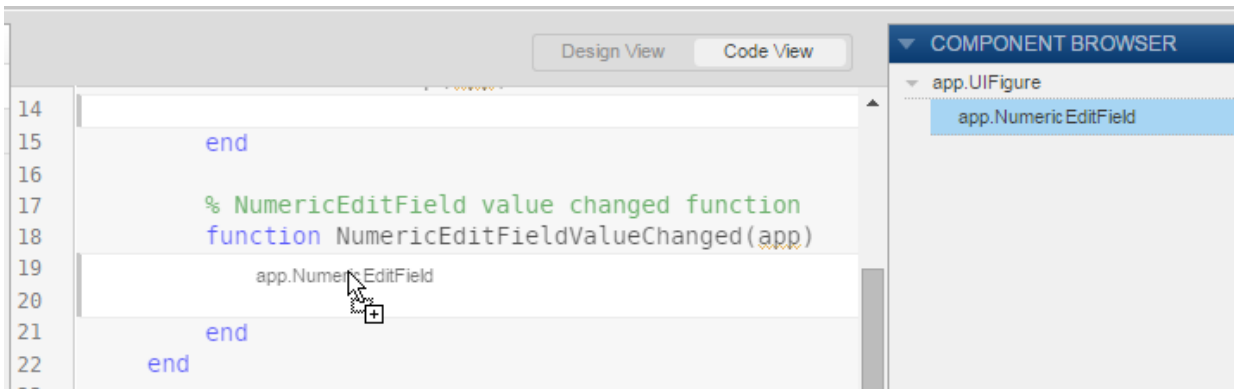 Design View Code View
COMPONENT BROWSER
app.UIFigure
app.NumericEditField
14
15 end
16
17 % NumericEditField value changed function
18 function NumericEditFieldValueChanged(app)
19 app.NumericEditField
20
21 end
22 end